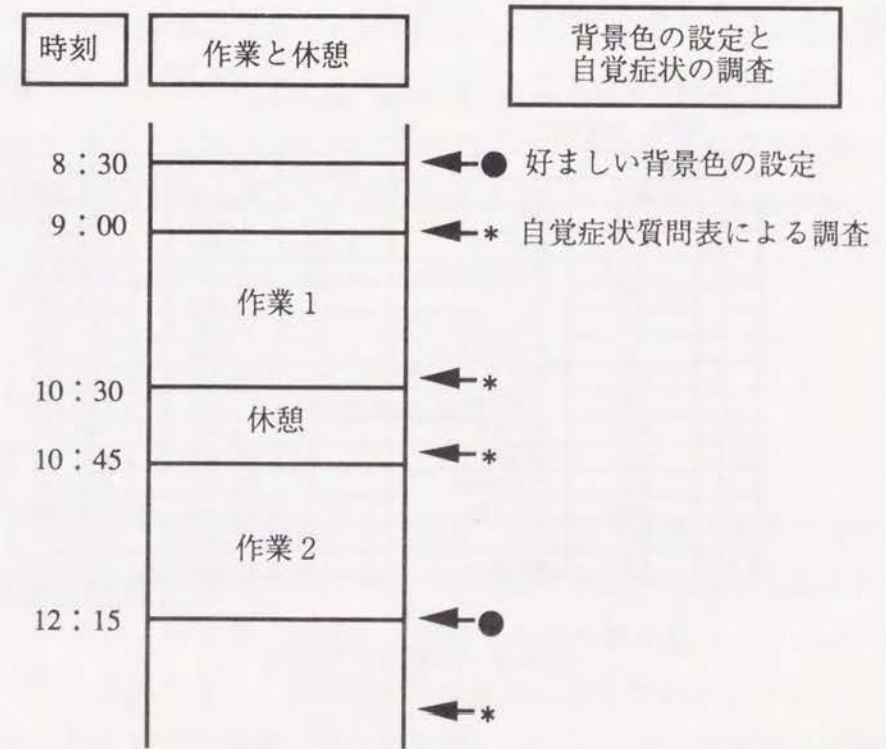 時刻
作業と休憩
背景色の設定と
自覚症状の調査
8：30
● 好ましい背景色の設定
9：00
* 自覚症状質問表による調査
作業 1
10：30
*
休憩
10：45
*
作業 2
12：15
●
*